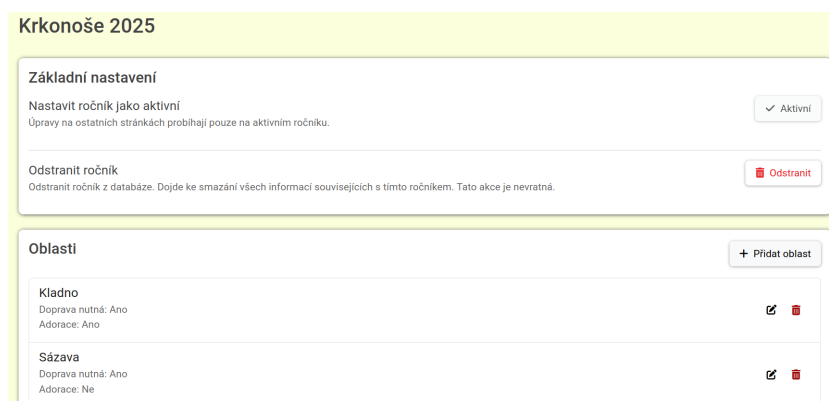 Krkonoše 2025
Základní nastavení
Nastavit ročník jako aktivní
Úpravy na ostatních stránkách probíhají pouze na aktivním ročníku.
Aktivní
Odstranit ročník
Odstranit ročník z databáze. Dojde ke smazání všech informací souvisejících s tímto ročníkem. Tato akce je nevratná.
Odstranit
Oblasti
+ Přidat oblast
Kladno
Doprava nutná: Ano
Adorace: Ano
Sázava
Doprava nutná: Ano
Adorace: Ne